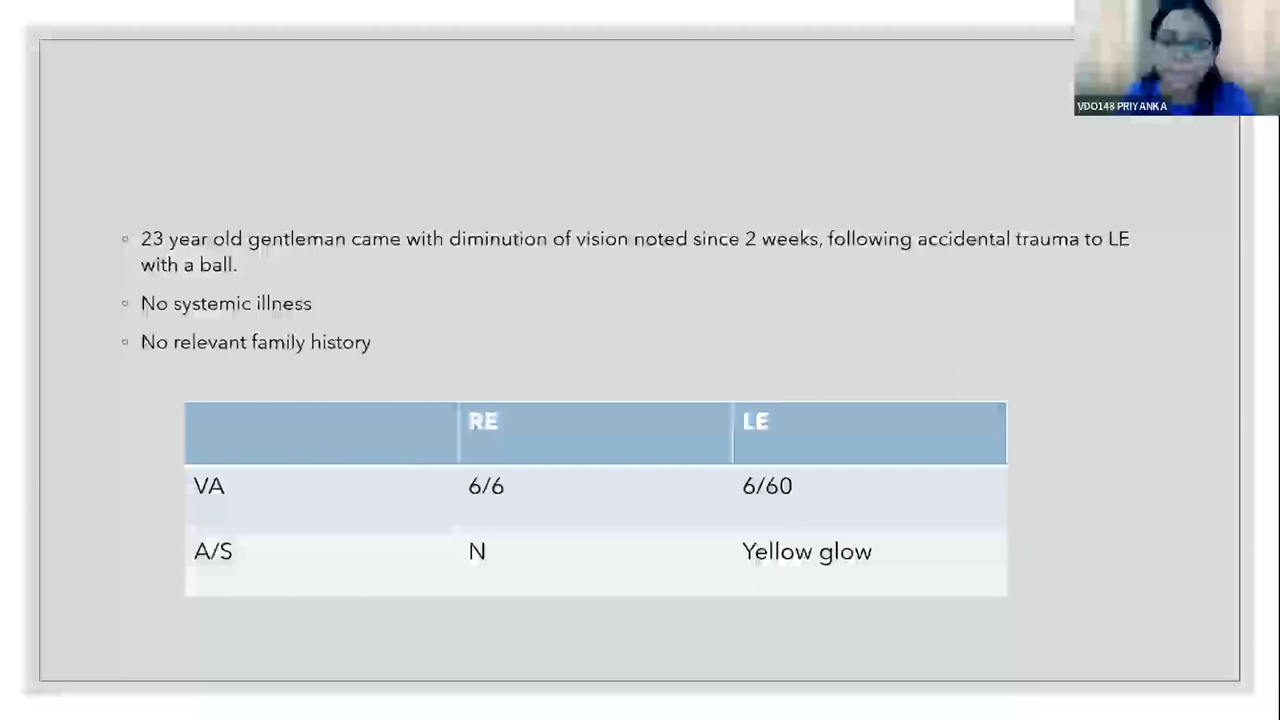 VDO148 PRIYANKA
23 year old gentleman came with diminution of vision noted since 2 weeks, following accidental trauma to LE
with a ball.
No systemic illness
No relevant family history
RE LE
VA 6/6 6/60
A/S N Yellow glow